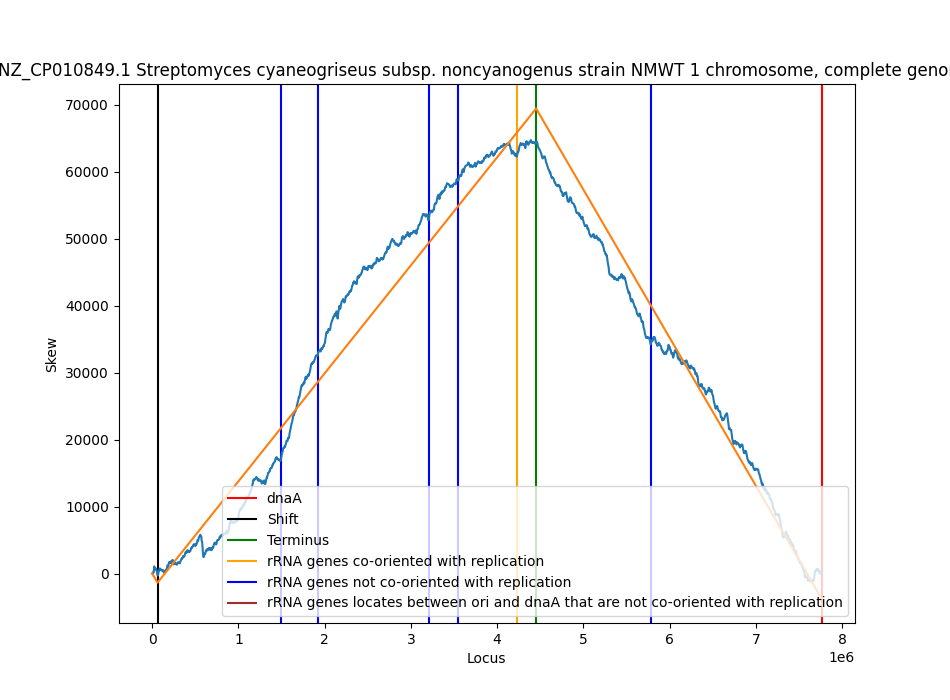 NZ_CP010849.1 Streptomyces cyaneogriseus subsp. noncyanogenus strain NMWT 1 chromosome, complete geno
70000
60000
50000
40000
30000
20000
10000
0
Skew
dnaA
Shift
Terminus
rRNA genes co-oriented with replication
rRNA genes not co-oriented with replication
rRNA genes locates between ori and dnaA that are not co-oriented with replication
0 1 2 3 4 5 6 7 8
1e6
Locus